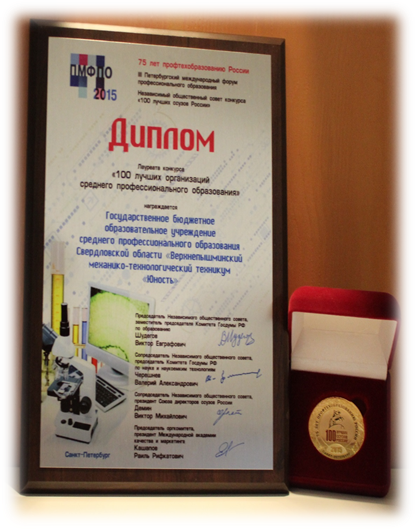 ПМФПО
2015
75 лет профтехобразованию России
III Петербургский международный форум
профессионального образования
Независимый общественный совет конкурса
«100 лучших ссузов России»
Диплом
Лауреата конкурса
«100 лучших организаций
среднего профессионального образования»
награждается
Государственное бюджетное
образовательное учреждение
среднего профессионального образования
Свердловской области «Верхнепышминский
механико-технологический техникум
"Юность"
Председатель Независимого общественного совета,
заместитель председателя Комитета Госдумы РФ
по образованию
Шудегов
Виктор Евграфович
Сопредседатель Независимого общественного совета,
председатель Комитета Госдумы РФ
по науке и наукоемким технологиям
Черешнев
Валерий Александрович
Сопредседатель Независимого общественного совета,
президент Союза директоров ссузов России
Демин
Виктор Михайлович
Председатель оргкомитета,
президент Международной академии
качества и маркетинга
Кашапов
Раиль Рифкатович
Санкт-Петербург
100
2015